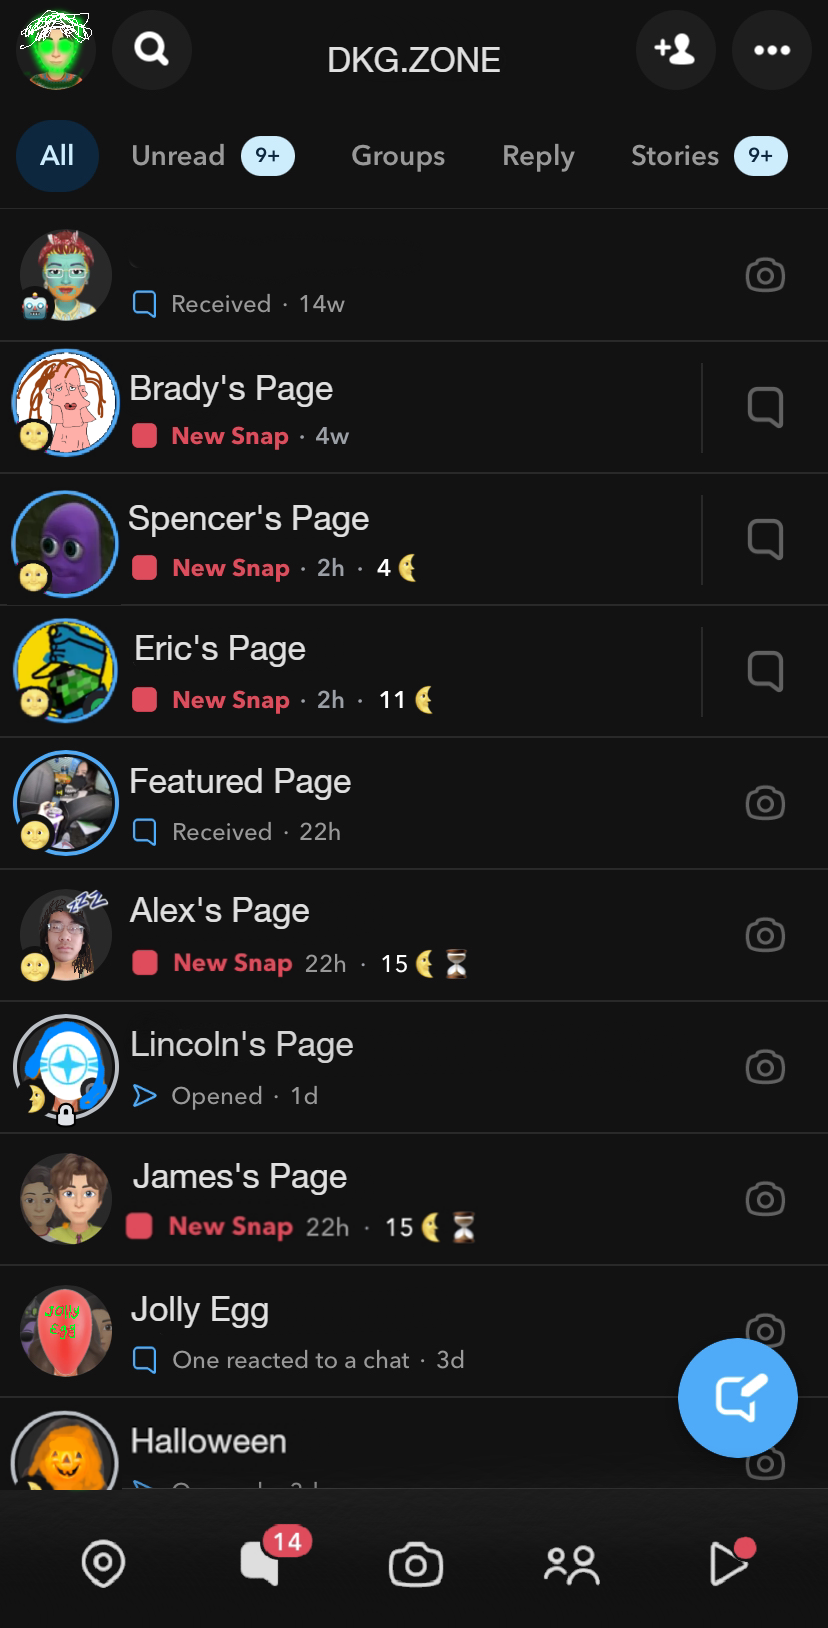 DKG.ZONE
All Unread 9+ Groups Reply Stories 9+
Received · 14w
Brady's Page
New Snap · 4w
Spencer's Page
New Snap · 2h · 4
Eric's Page
New Snap · 2h · 11
Featured Page
Received · 22h
Alex's Page
zzz
New Snap 22h · 15
Lincoln's Page
Opened · 1d
James's Page
New Snap 22h · 15
Jolly Egg
Jolly
Egg
One reacted to a chat · 3d
Halloween
14